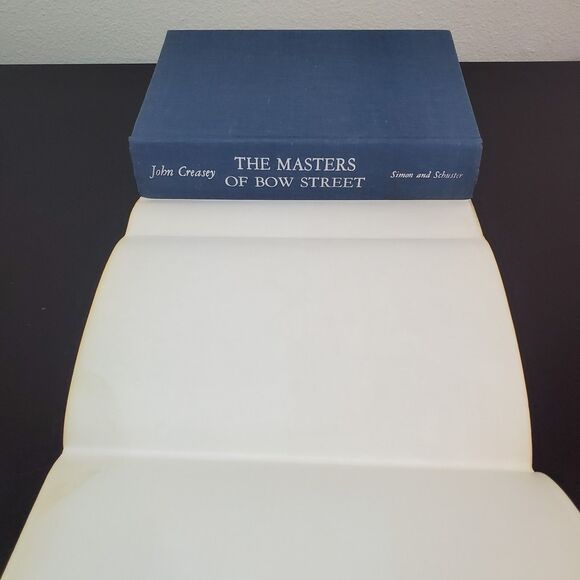 John Creasey
THE MASTERS
OF BOW STREET
Simon and Schuster